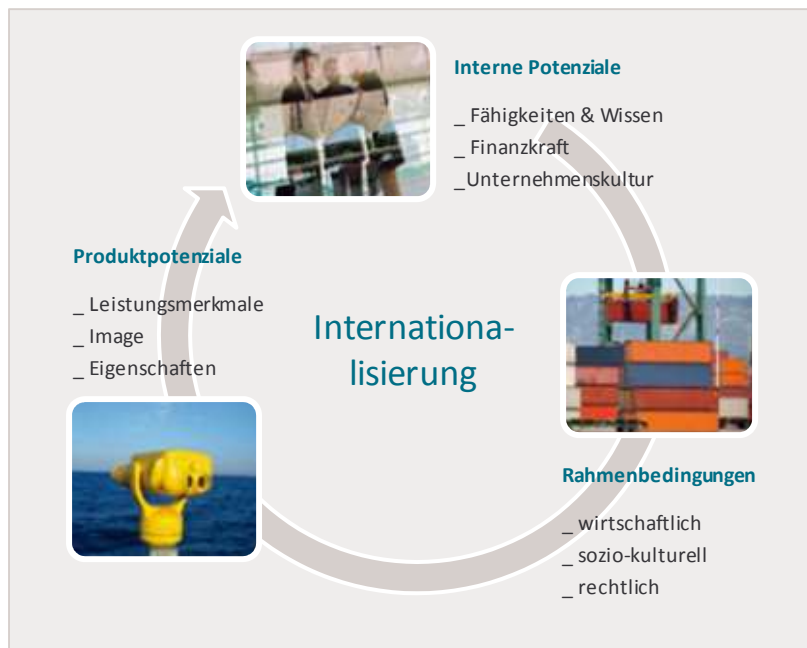 Interne Potenziale
_ Fähigkeiten & Wissen
_ Finanzkraft
_Unternehmenskultur
Produktpotenziale
_ Leistungsmerkmale
_ Image
_ Eigenschaften
Internationa-
lisierung
Rahmenbedingungen
_ wirtschaftlich
_ sozio-kulturell
_ rechtlich